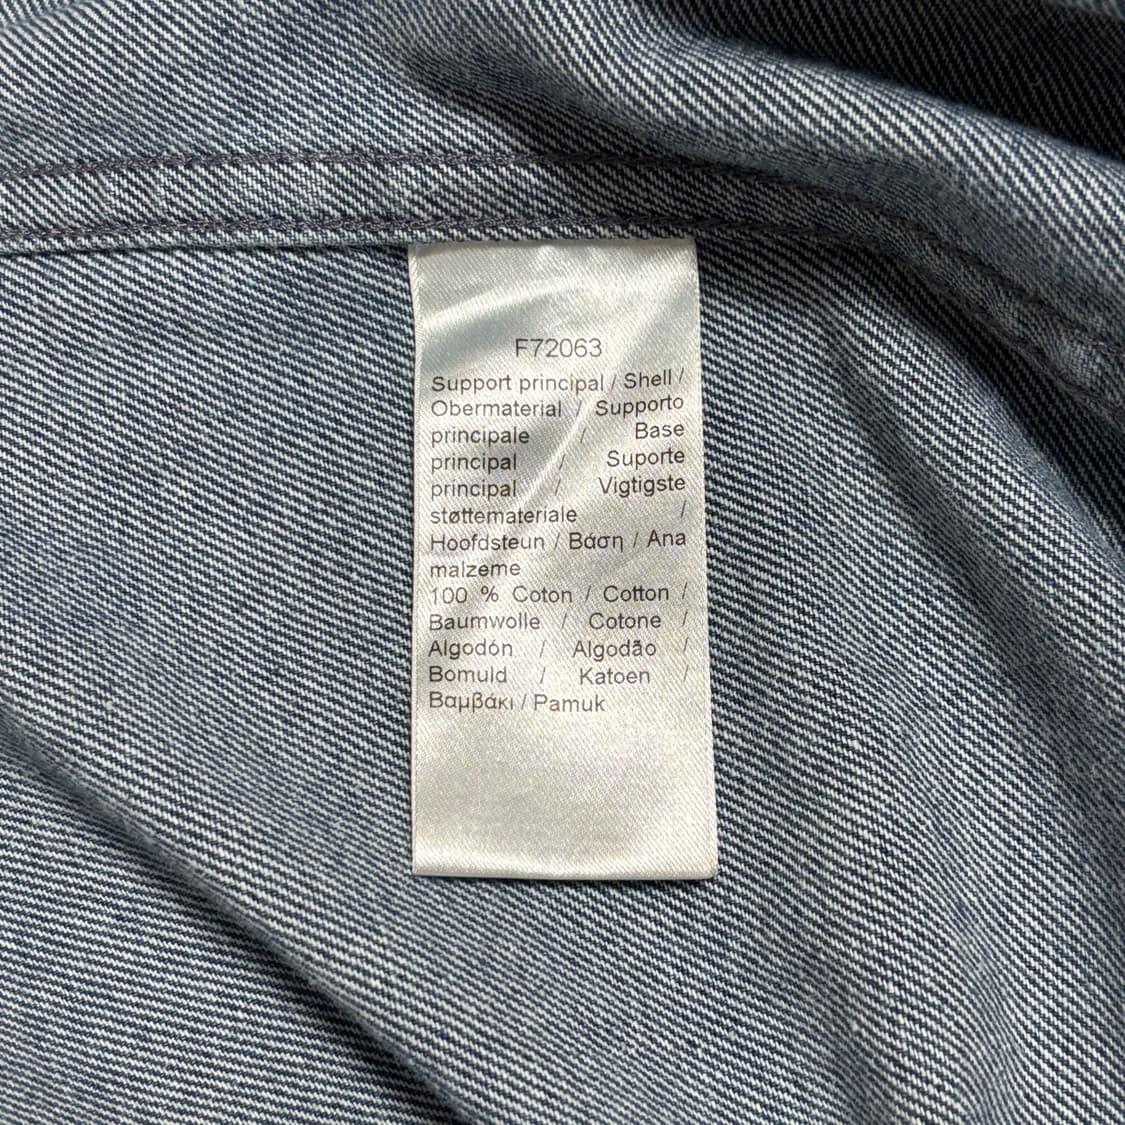 F72063
Support principal / Shell /
Obermaterial / Supporto
principale / Base
principal / Suporte
principal / Vigtigste
støttemateriale /
Hoofdsteun / Βάση / Ana
malzeme
100 % Coton / Cotton /
Baumwolle / Cotone /
Algodón / Algodão /
Bomuld / Katoen /
Βαμβάκι / Pamuk